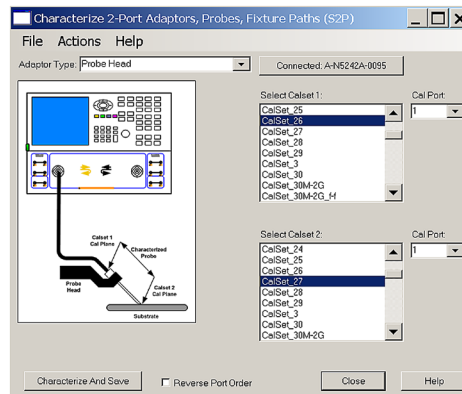 Characterize 2-Port Adaptors, Probes, Fixture Paths (S2P)
File Actions Help
Adaptor Type: Probe Head
Connected: A-N5242A-0095
Select Calset 1: Cal Port:
CalSet_25 1
CalSet_26
CalSet_27
CalSet_28
CalSet_29
CalSet_3
CalSet_30
CalSet_30M-2G
CalSet_30M-2G_f-f
Calset 1
Cal Plane
Characterized
Probe
Probe
Head
Calset 2
Cal Plane
Substrate
Select Calset 2: Cal Port:
CalSet_24 1
CalSet_25
CalSet_26
CalSet_27
CalSet_28
CalSet_29
CalSet_3
CalSet_30
CalSet_30M-2G
Characterize And Save
Reverse Port Order
Close
Help